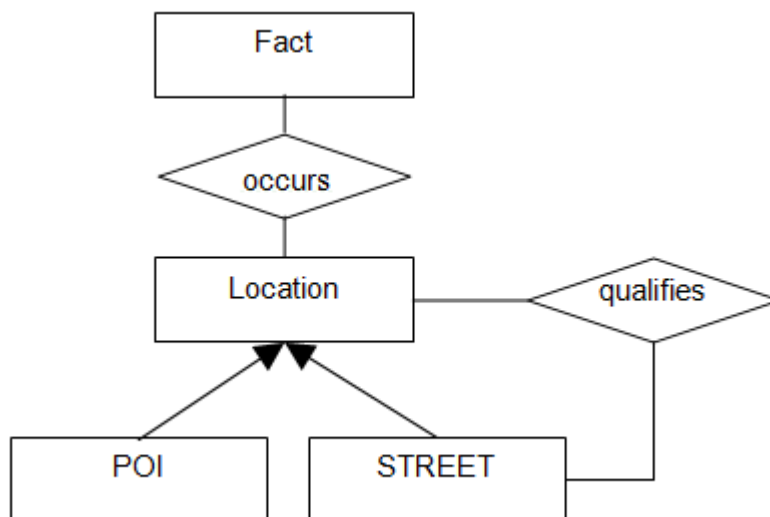 Fact
occurs
Location
qualifies
POI
STREET